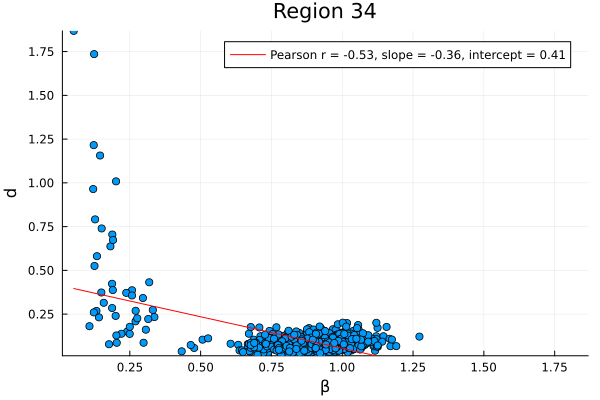 Region 34
Pearson r = -0.53, slope = -0.36, intercept = 0.41
1.75
1.50
1.25
1.00
0.75
0.50
0.25
d
0.25 0.50 0.75 1.00 1.25 1.50 1.75
β